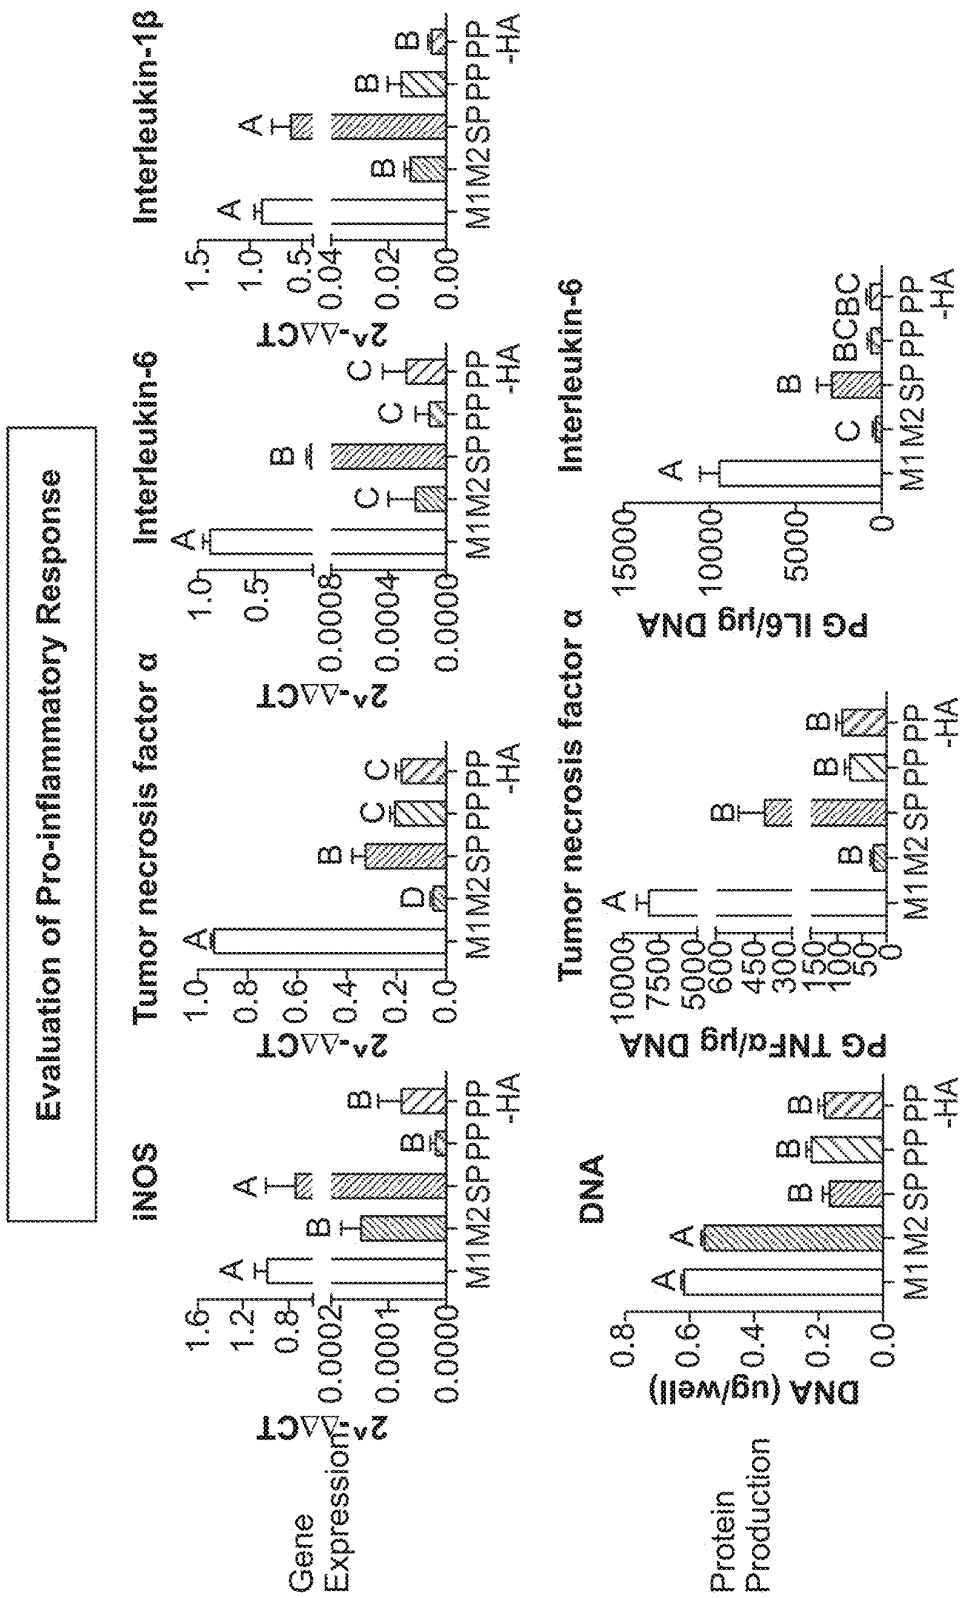 Evaluation of Pro-inflammatory Response
Gene
Expression
iNOS
2^-ΔΔCT
1.6
1.2
0.8
0.0002
0.0001
0.0000
A
B
A
B
B
M1 M2 SP PP PP
-HA
Tumor necrosis factor α
2^-ΔΔCT
1.0
0.8
0.6
0.4
0.2
0.0
A
D
B
C
C
M1 M2 SP PP PP
-HA
Interleukin-6
2^-ΔΔCT
1.0
0.5
0.0008
0.0004
0.0000
A
C
B
C
C
M1 M2 SP PP PP
-HA
Interleukin-1β
2^-ΔΔCT
1.5
1.0
0.5
0.04
0.02
0.00
A
B
A
B
B
M1 M2 SP PP PP
-HA
Protein
Production
DNA
DNA (ug/well)
0.8
0.6
0.4
0.2
0.0
A
A
B
B
B
M1 M2 SP PP PP
-HA
Tumor necrosis factor α
PG TNFα/µg DNA
10000
7500
5000
600
450
300
150
100
50
0
A
B
B
B
B
M1 M2 SP PP PP
-HA
Interleukin-6
PG IL6/µg DNA
15000
10000
5000
0
A
C
B
BC
BC
M1 M2 SP PP PP
-HA